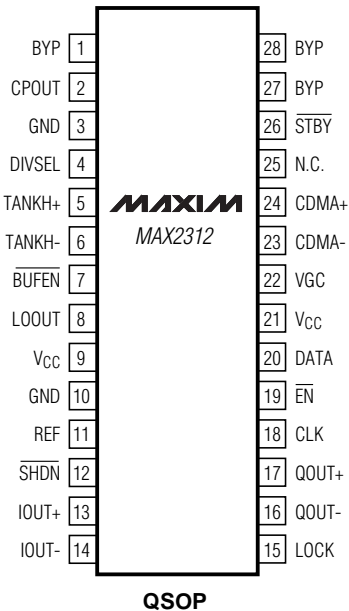 BYP 1
CPOUT 2
GND 3
DIVSEL 4
TANKH+ 5
TANKH- 6
BUFEN 7
LOOUT 8
VCC 9
GND 10
REF 11
SHDN 12
IOUT+ 13
IOUT- 14
MAXIM
MAX2312
28 BYP
27 BYP
26 STBY
25 N.C.
24 CDMA+
23 CDMA-
22 VGC
21 VCC
20 DATA
19 EN
18 CLK
17 QOUT+
16 QOUT-
15 LOCK
QSOP